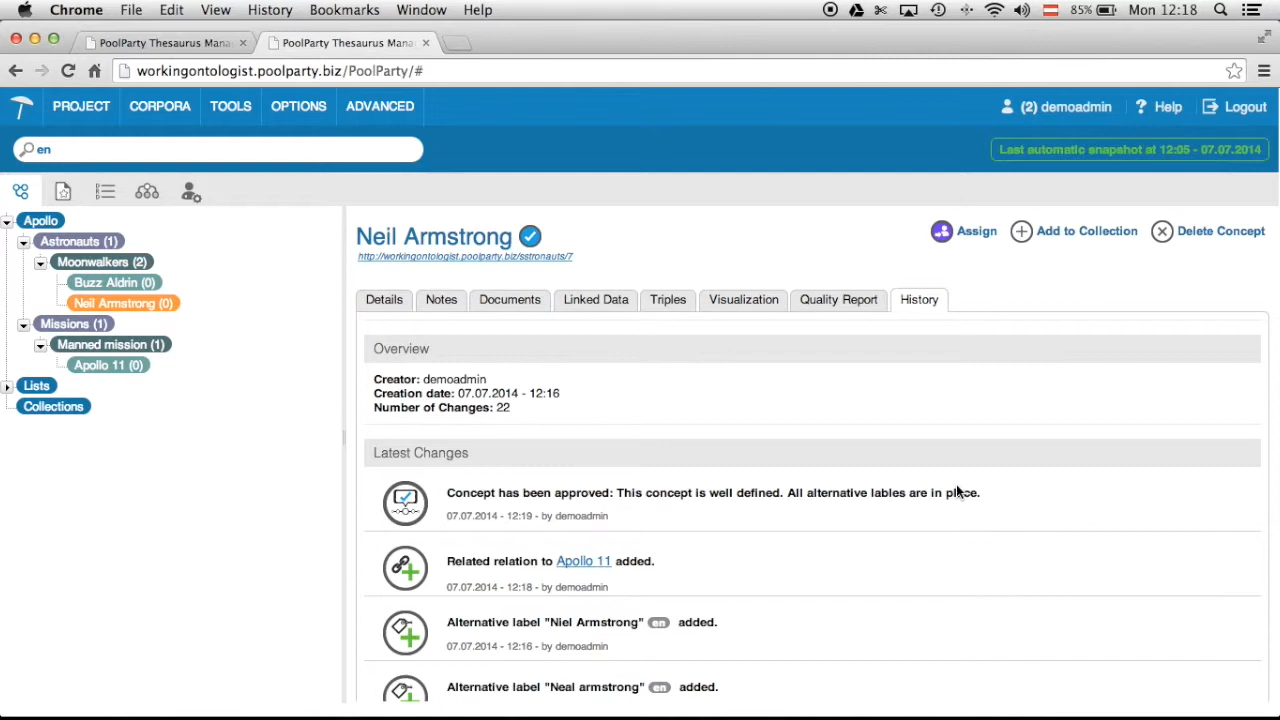 Chrome File Edit View History Bookmarks Window Help 85% Mon 12:18
PoolParty Thesaurus Mana PoolParty Thesaurus Mana
workingontologist.poolparty.biz/PoolParty/#
PROJECT CORPORA TOOLS OPTIONS ADVANCED (2) demoadmin ? Help Logout
en Last automatic snapshot at 12:05 - 07.07.2014
Apollo
Astronauts (1)
Moonwalkers (2)
Buzz Aldrin (0)
Neil Armstrong (0)
Missions (1)
Manned mission (1)
Apollo 11 (0)
Lists
Collections
Neil Armstrong Assign Add to Collection Delete Concept
http://workingontologist.poolparty.biz/sstronauts/7
Details Notes Documents Linked Data Triples Visualization Quality Report History
Overview
Creator: demoadmin
Creation date: 07.07.2014 - 12:16
Number of Changes: 22
Latest Changes
Concept has been approved: This concept is well defined. All alternative lables are in place.
07.07.2014 - 12:19 - by demoadmin
Related relation to Apollo 11 added.
07.07.2014 - 12:18 - by demoadmin
Alternative label "Niel Armstrong" en added.
07.07.2014 - 12:16 - by demoadmin
Alternative label "Neal armstrong" en added.